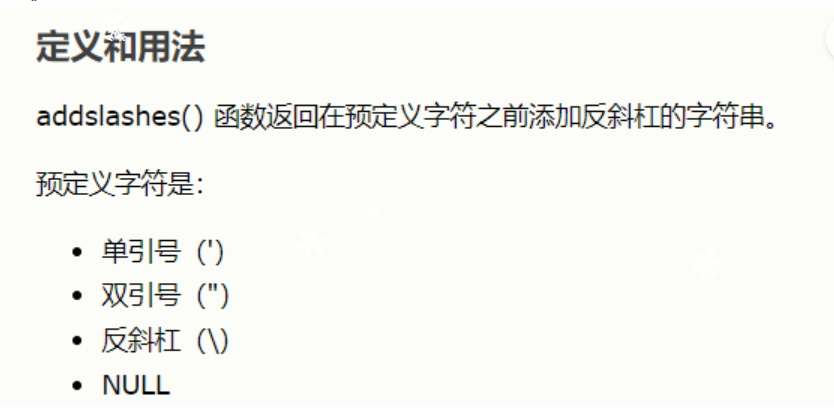 定义和用法
addslashes() 函数返回在预定义字符之前添加反斜杠的字符串。
预定义字符是：
• 单引号（'）
• 双引号（"）
• 反斜杠（\）
• NULL